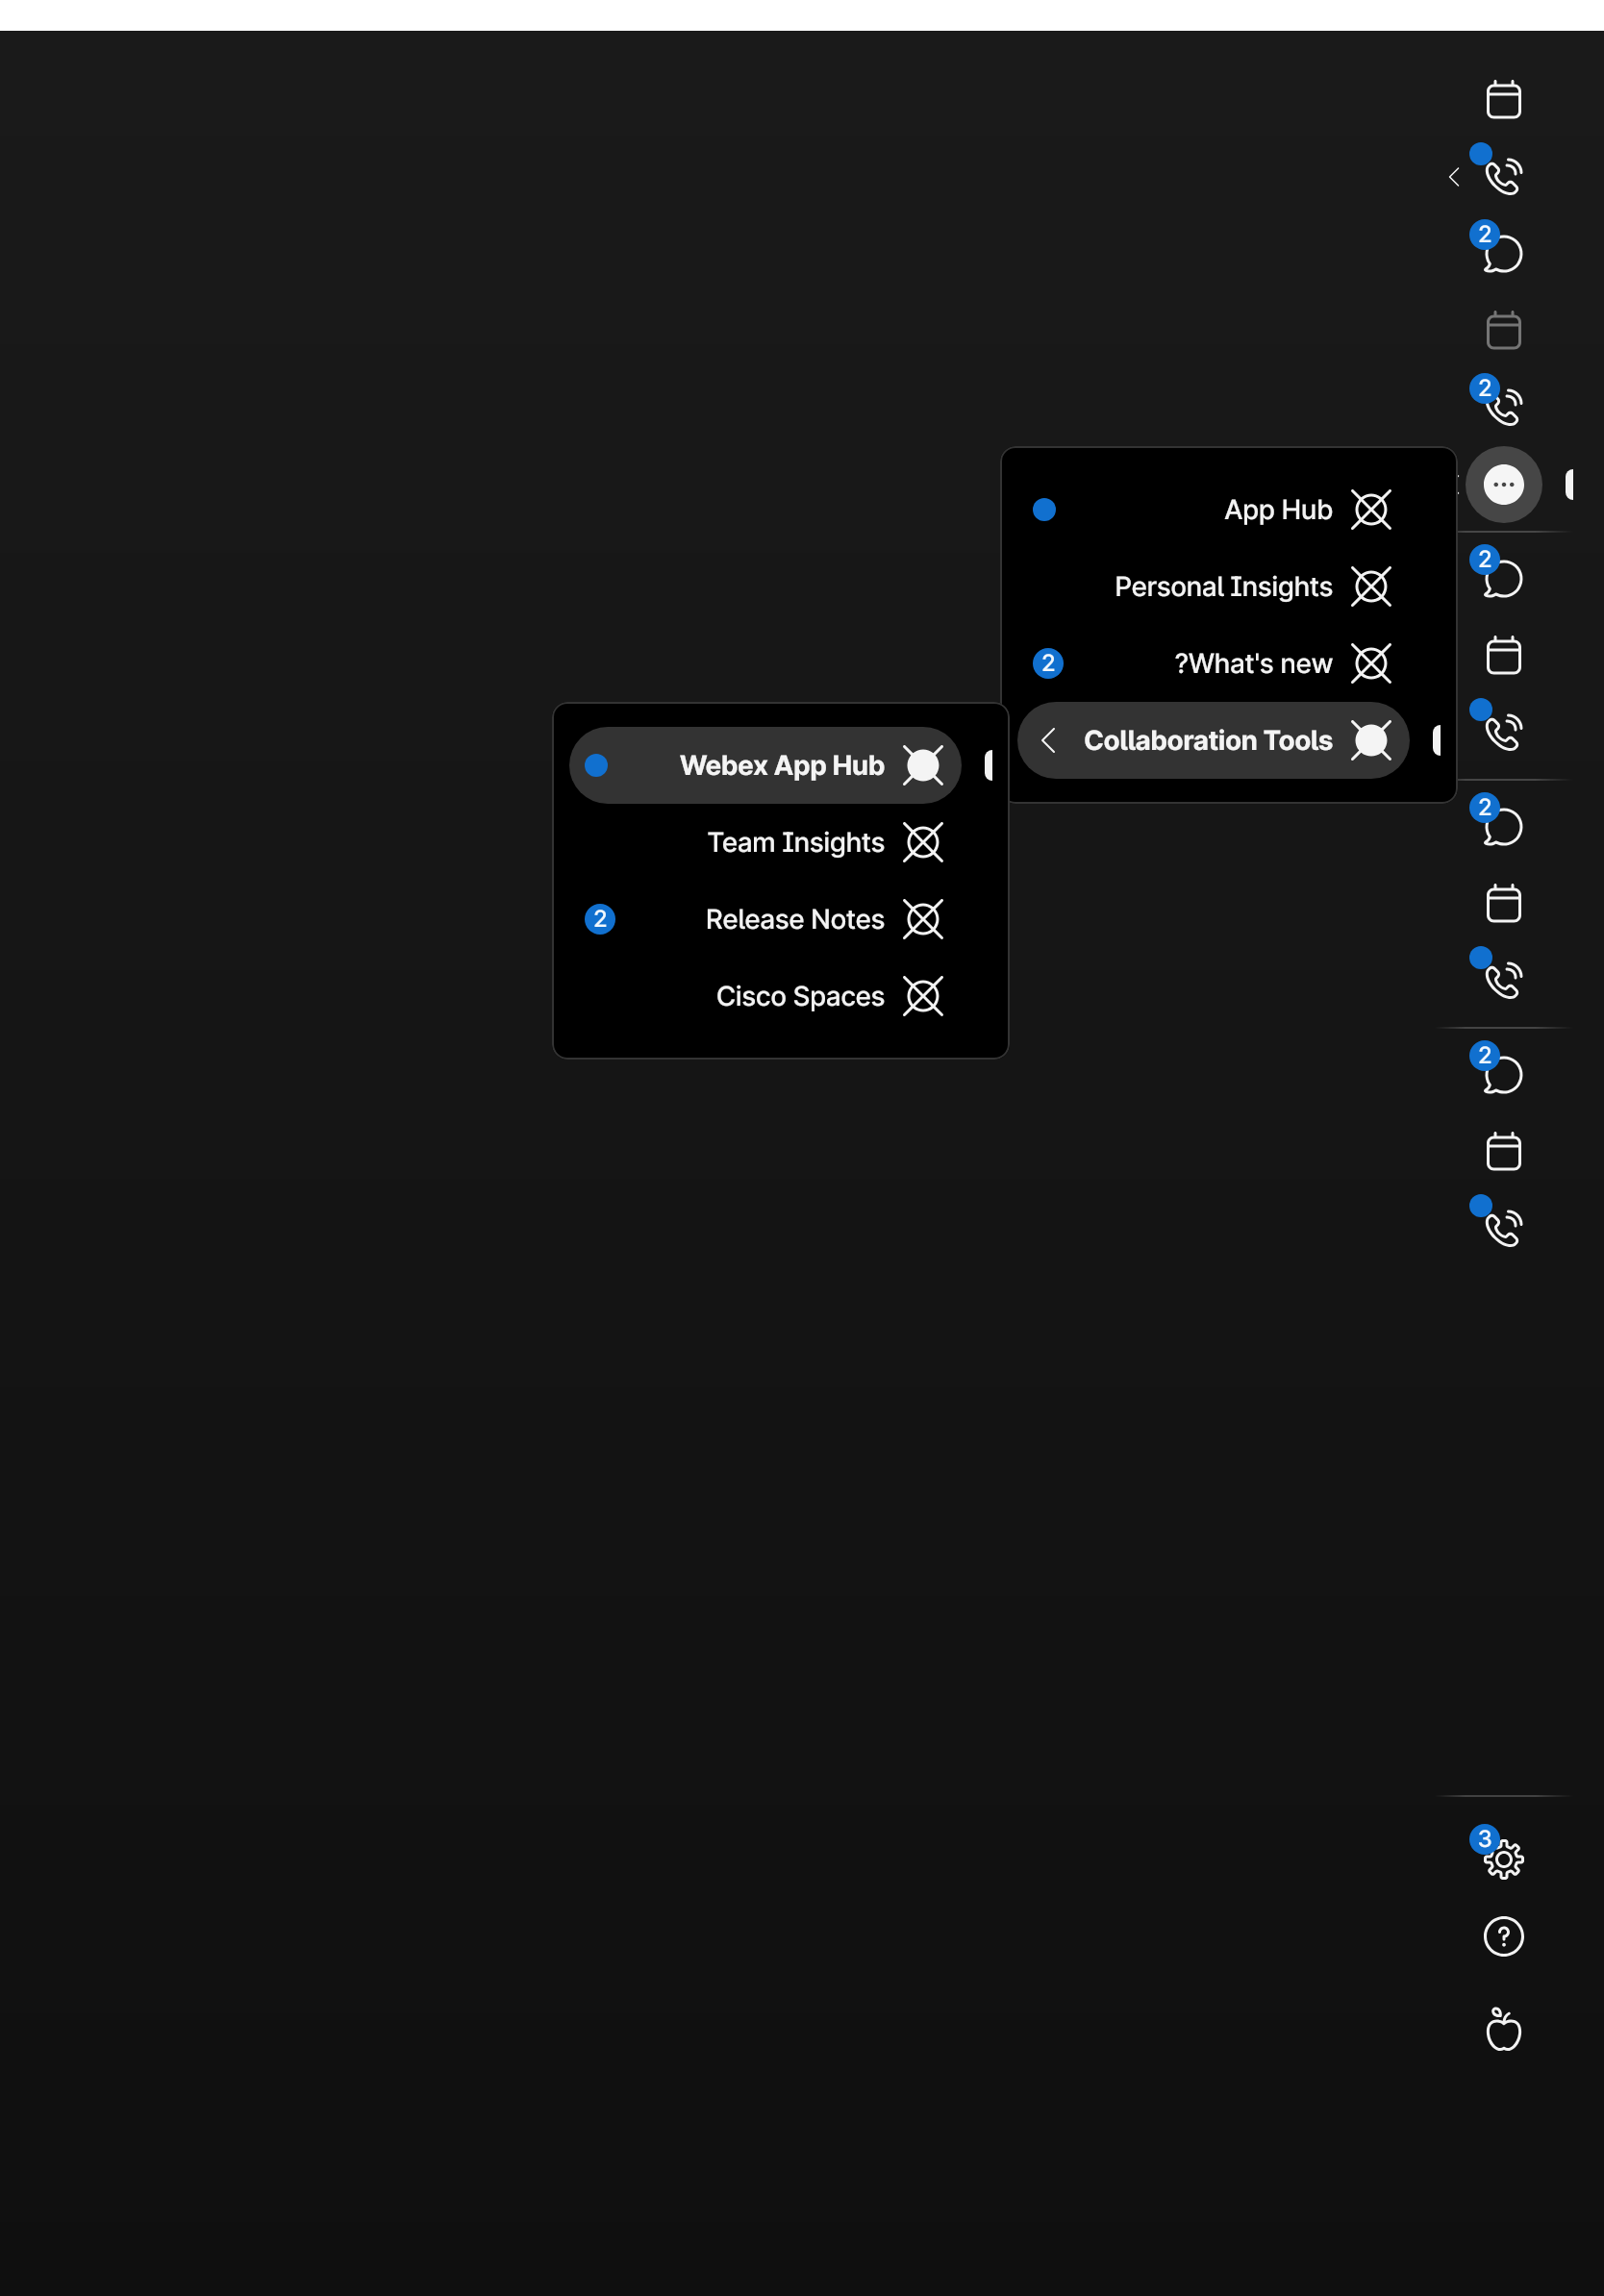 2
2
App Hub
Personal Insights
?What's new
2
Collaboration Tools
Webex App Hub
Team Insights
Release Notes
2
Cisco Spaces
2
2
2
3
?